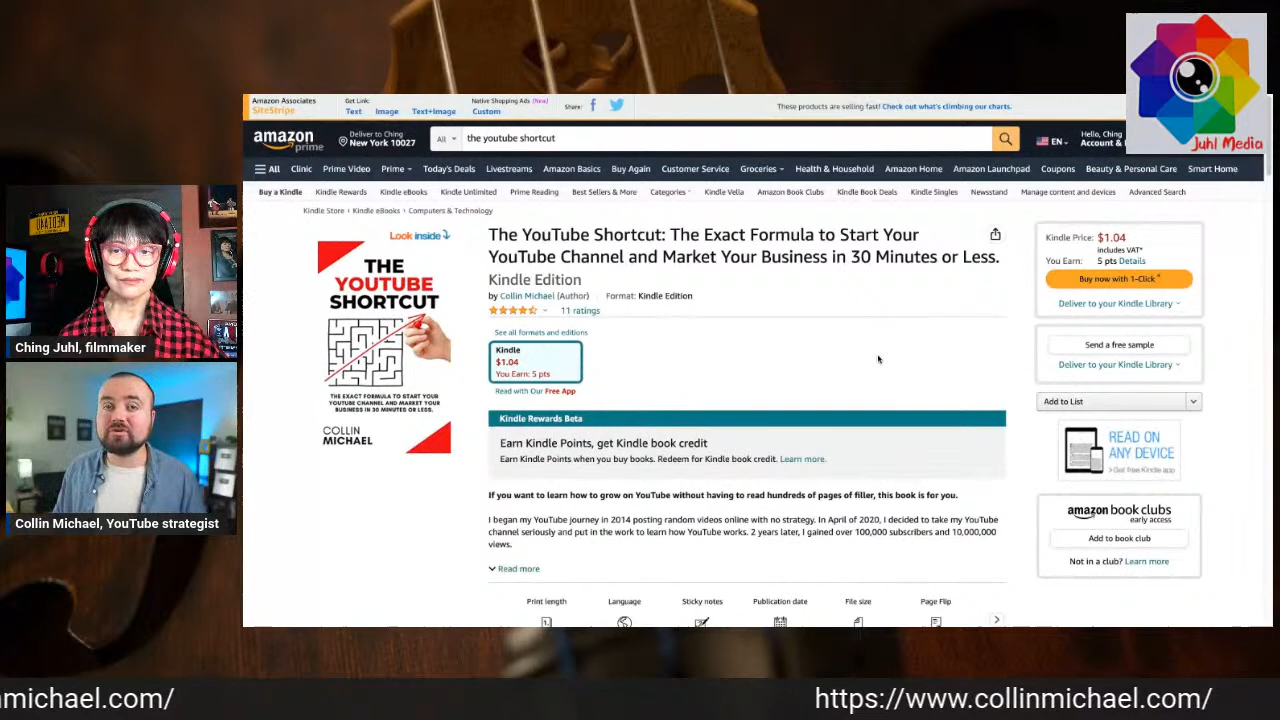 Juhl Media
Amazon Associates
SiteStripe
Get Link:
Text
Image
Text+Image
Native Shopping Ads (New)
Custom
Share:
These products are selling fast! Check out what's climbing our charts.
amazon
prime
Deliver to Ching
New York 10027
All
the youtube shortcut
EN
Hello, Ching
Account &
All Clinic Prime Video Prime Today's Deals Livestreams Amazon Basics Buy Again Customer Service Groceries Health & Household Amazon Home Amazon Launchpad Coupons Beauty & Personal Care Smart Home
Buy a Kindle Kindle Rewards Kindle eBooks Kindle Unlimited Prime Reading Best Sellers & More Categories Kindle Vella Amazon Book Clubs Kindle Book Deals Kindle Singles Newsstand Manage content and devices Advanced Search
Kindle Store › Kindle eBooks › Computers & Technology
Look inside
THE
YOUTUBE
SHORTCUT
THE EXACT FORMULA TO START YOUR
YOUTUBE CHANNEL AND MARKET YOUR
BUSINESS IN 30 MINUTES OR LESS.
COLLIN
MICHAEL
The YouTube Shortcut: The Exact Formula to Start Your
YouTube Channel and Market Your Business in 30 Minutes or Less.
Kindle Edition
by Collin Michael (Author) Format: Kindle Edition
11 ratings
See all formats and editions
Kindle
$1.04
You Earn: 5 pts
Read with Our Free App
Kindle Rewards Beta
Earn Kindle Points, get Kindle book credit
Earn Kindle Points when you buy books. Redeem for Kindle book credit. Learn more.
If you want to learn how to grow on YouTube without having to read hundreds of pages of filler, this book is for you.
I began my YouTube journey in 2014 posting random videos online with no strategy. In April of 2020, I decided to take my YouTube
channel seriously and put in the work to learn how YouTube works. 2 years later, I gained over 100,000 subscribers and 10,000,000
views.
Read more
Print length Language Sticky notes Publication date File size Page Flip
Kindle Price: $1.04
includes VAT*
You Earn: 5 pts Details
Buy now with 1-Click ®
Deliver to your Kindle Library
Send a free sample
Deliver to your Kindle Library
Add to List
READ ON
ANY DEVICE
> Get free Kindle app
amazon book clubs
early access
Add to book club
Not in a club? Learn more
Ching Juhl, filmmaker
Collin Michael, YouTube strategist
nmichael.com/
https://www.collinmichael.com/